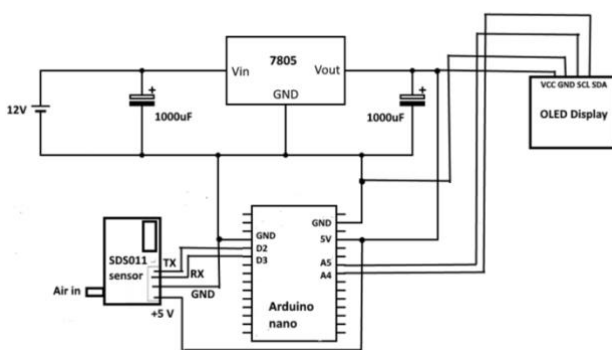 7805
Vin
Vout
GND
+
1000uF
+
1000uF
12V
VCC GND SCL SDA
OLED Display
GND
D2
D3
GND
5V
A5
A4
Arduino
nano
SDS011
sensor
TX
RX
GND
+5 V
Air in